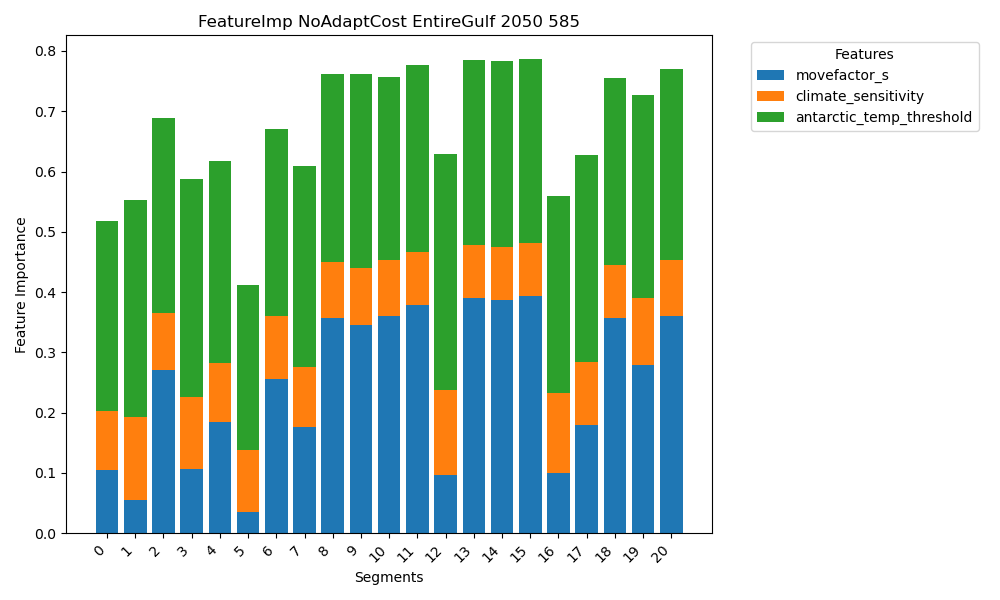 FeatureImp NoAdaptCost EntireGulf 2050 585
Feature Importance
0.8
0.7
0.6
0.5
0.4
0.3
0.2
0.1
0.0
0 1 2 3 4 5 6 7 8 9 10 11 12 13 14 15 16 17 18 19 20
Segments
Features
movefactor_s
climate_sensitivity
antarctic_temp_threshold